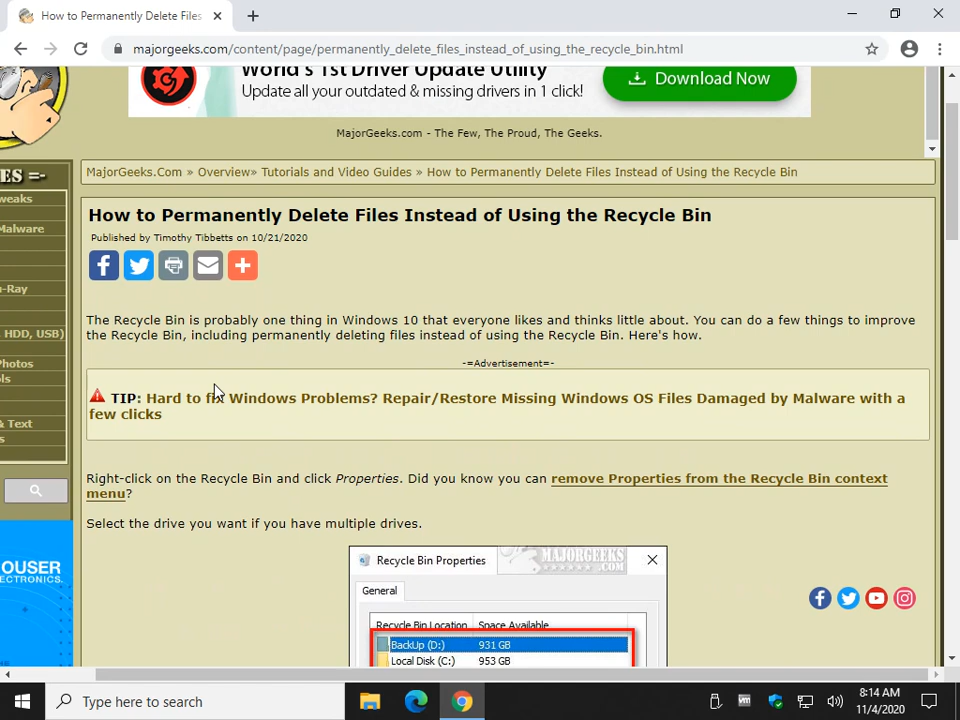 How to Permanently Delete Files
majorgeeks.com/content/page/permanently_delete_files_instead_of_using_the_recycle_bin.html
World's 1st Driver Update Utility
Update all your outdated & missing drivers in 1 click!
Download Now
MajorGeeks.com - The Few, The Proud, The Geeks.
ES =-
weaks
Malware
-Ray
HDD, USB)
Photos
ls
& Text
s
MajorGeeks.Com » Overview» Tutorials and Video Guides » How to Permanently Delete Files Instead of Using the Recycle Bin
How to Permanently Delete Files Instead of Using the Recycle Bin
Published by Timothy Tibbetts on 10/21/2020
The Recycle Bin is probably one thing in Windows 10 that everyone likes and thinks little about. You can do a few things to improve
the Recycle Bin, including permanently deleting files instead of using the Recycle Bin. Here's how.
-=Advertisement=-
TIP: Hard to fix Windows Problems? Repair/Restore Missing Windows OS Files Damaged by Malware with a
few clicks
Right-click on the Recycle Bin and click Properties. Did you know you can remove Properties from the Recycle Bin context
menu?
Select the drive you want if you have multiple drives.
OUSER
ECTRONICS.
Recycle Bin Properties
MAJORGEEKS
.COM
General
Recycle Bin Location Space Available
BackUp (D:) 931 GB
Local Disk (C:) 953 GB
Type here to search
vm
8:14 AM
11/4/2020